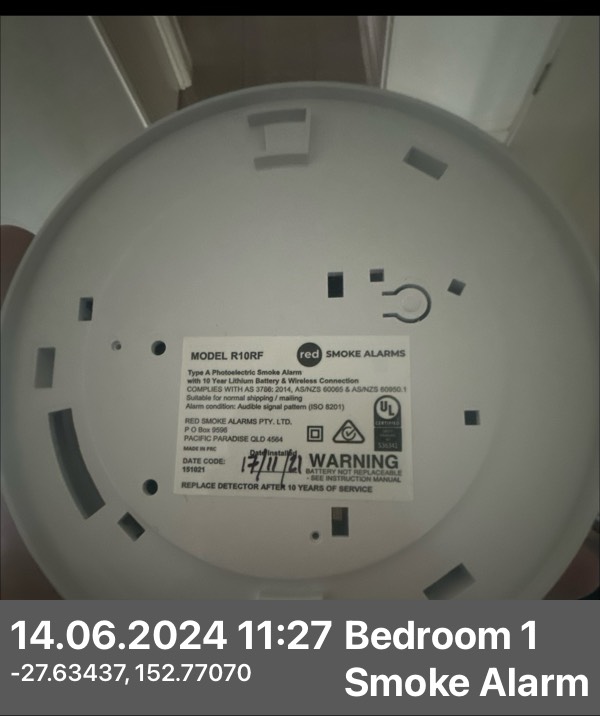 MODEL R10RF
red SMOKE ALARMS
Type A Photoelectric Smoke Alarm
with 10 Year Lithium Battery & Wireless Connection
COMPLIES WITH AS 3786: 2014, AS/NZS 60065 & AS/NZS 60950.1
Suitable for normal shipping / mailing
Alarm condition: Audible signal pattern (ISO 8201)
RED SMOKE ALARMS PTY. LTD.
P O Box 9598
PACIFIC PARADISE QLD 4564
MADE IN PRC
UL
CERTIFIED
DATE CODE:
151021
Date Installed
17/11/21
WARNING
BATTERY NOT REPLACEABLE
- SEE INSTRUCTION MANUAL
REPLACE DETECTOR AFTER 10 YEARS OF SERVICE
14.06.2024 11:27
-27.63437, 152.77070
Bedroom 1
Smoke Alarm